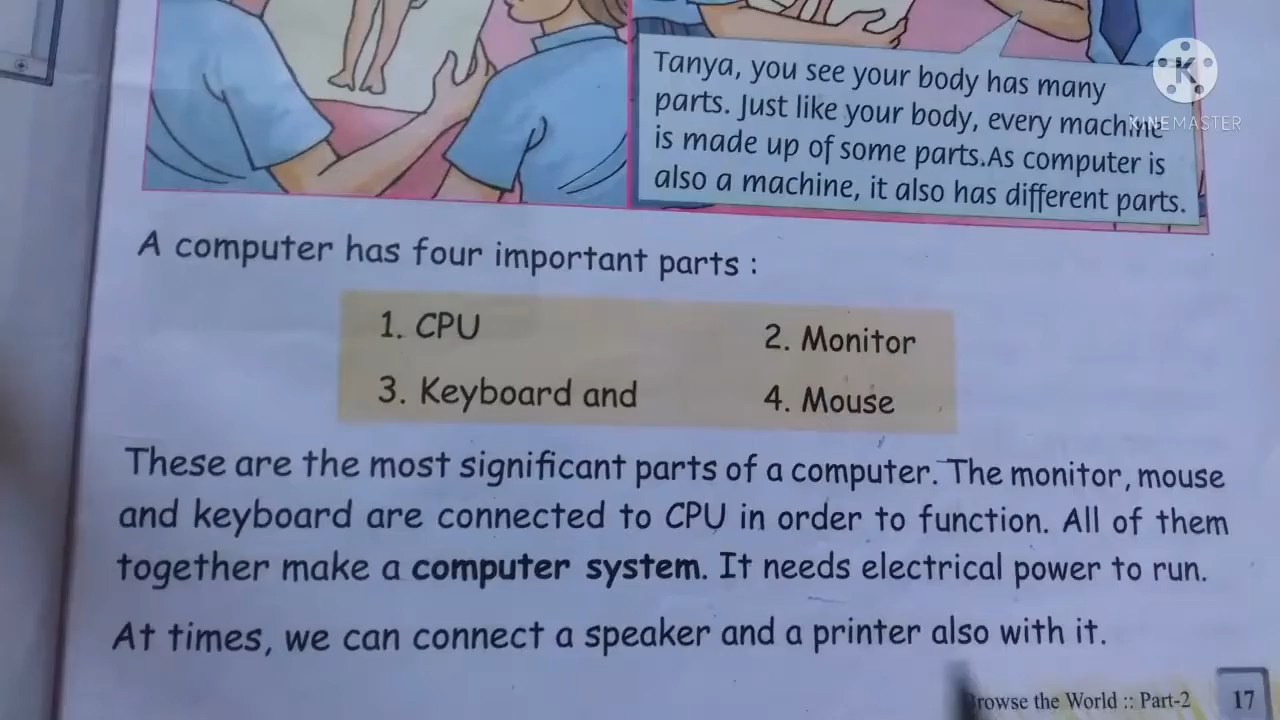 Tanya, you see your body has many
parts. Just like your body, every machine
is made up of some parts.As computer is
also a machine, it also has different parts.
KINEMASTER
A computer has four important parts :
1. CPU
2. Monitor
3. Keyboard and
4. Mouse
These are the most significant parts of a computer. The monitor, mouse
and keyboard are connected to CPU in order to function. All of them
together make a computer system. It needs electrical power to run.
At times, we can connect a speaker and a printer also with it.
Browse the World :: Part-2
17